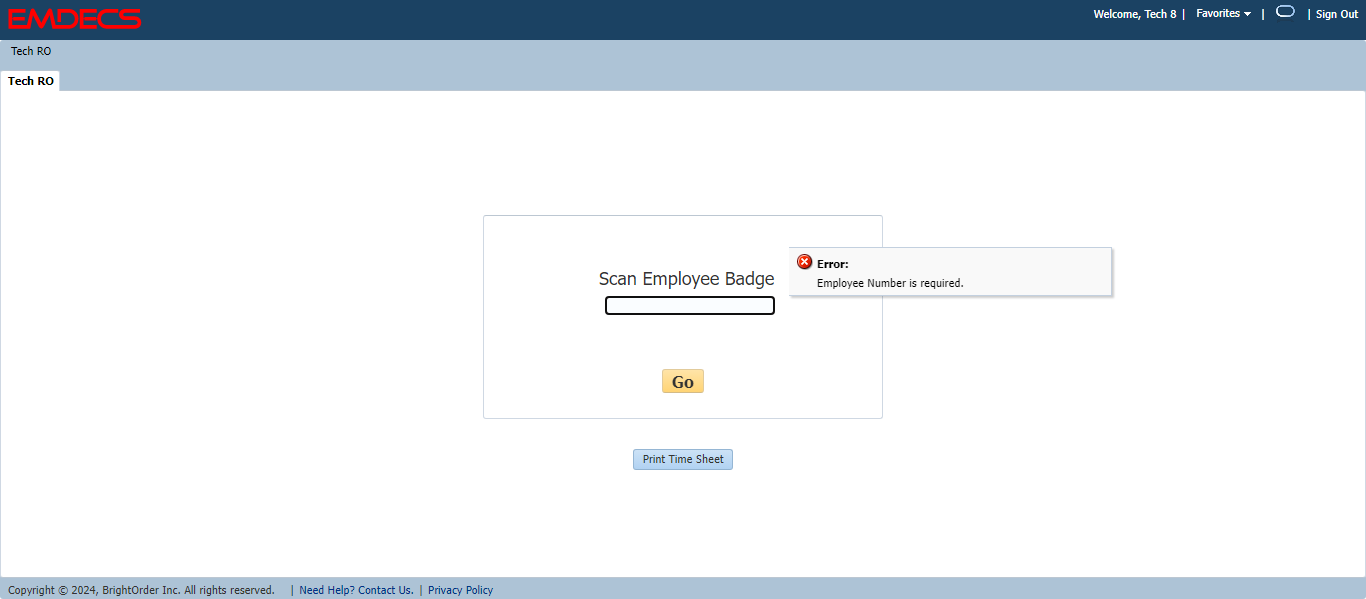 EMDECS
Welcome, Tech 8 | Favorites | | Sign Out
Tech RO
Tech RO
Error:
Scan Employee Badge
Employee Number is required.
Go
Print Time Sheet
Copyright © 2024, BrightOrder Inc. All rights reserved. | Need Help? Contact Us. | Privacy Policy